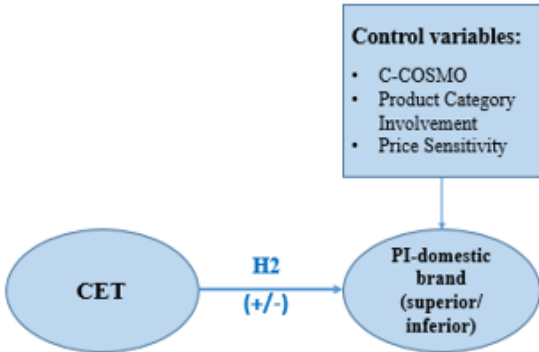 Control variables:
• C-COSMO
• Product Category
Involvement
• Price Sensitivity
CET
H2
(+/-)
PI-domestic
brand
(superior/
inferior)